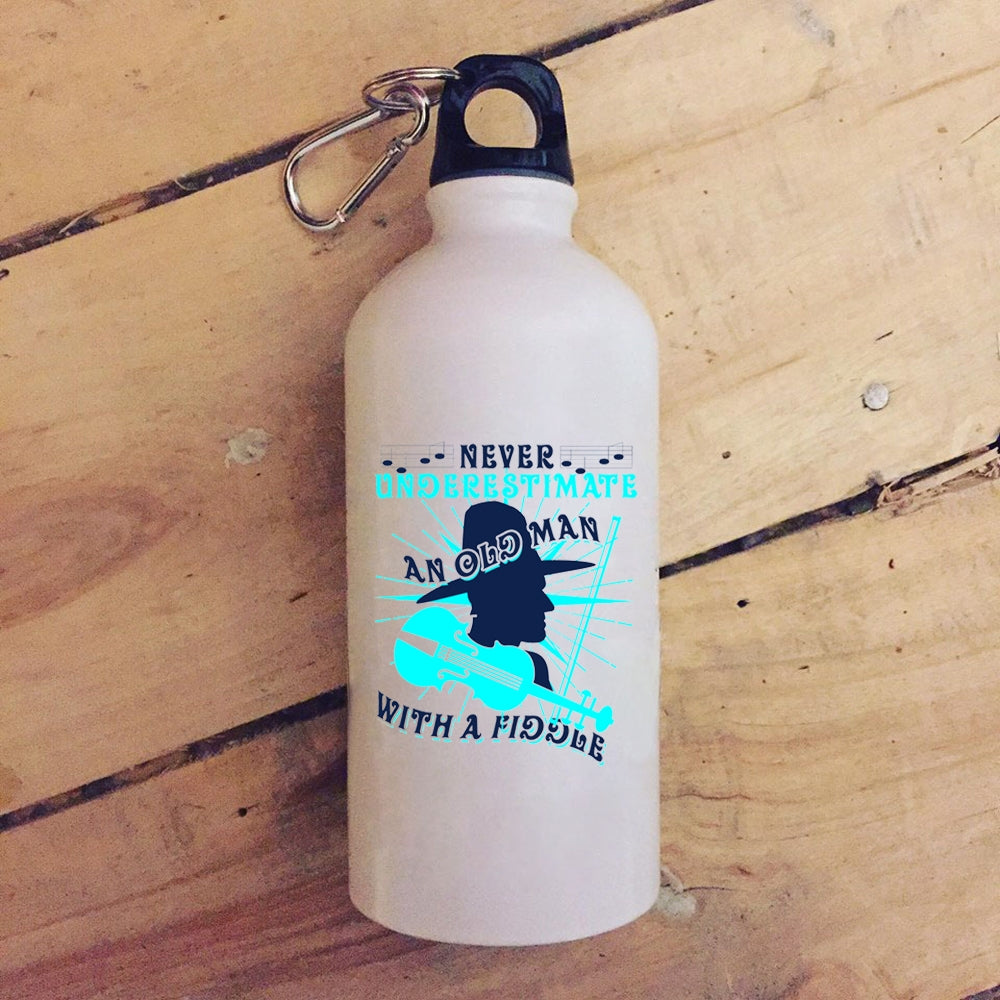 NEVER
UNDERESTIMATE
AN OLD MAN
WITH A FIDDLE